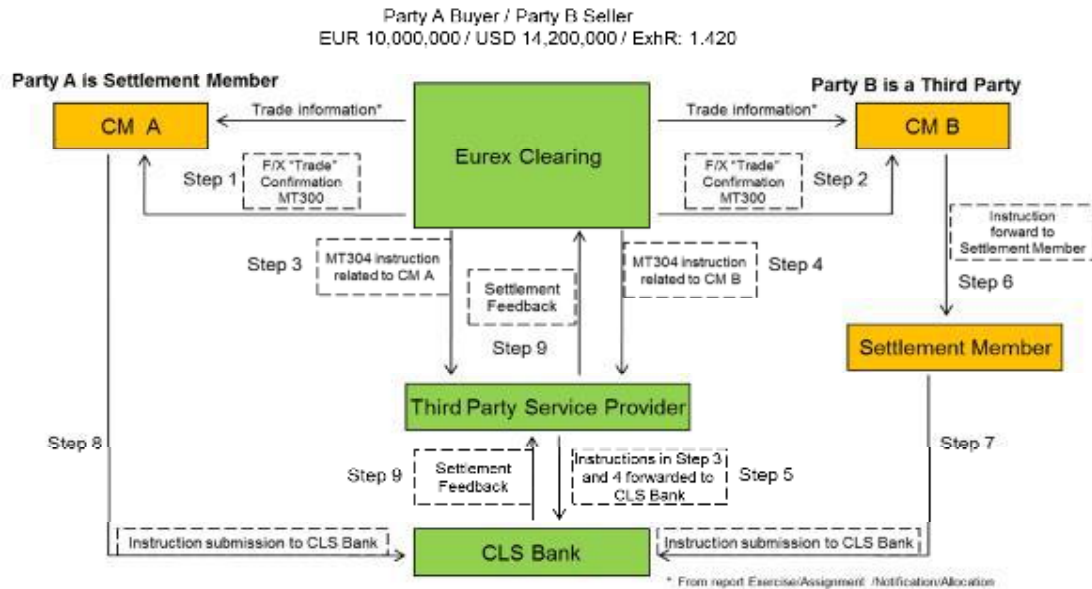 Party A Buyer / Party B Seller
EUR 10,000,000 / USD 14,200,000 / ExhR: 1.420
Party A is Settlement Member
Party B is a Third Party
CM A
Trade information*
Eurex Clearing
Trade information*
CM B
Step 1
F/X "Trade"
Confirmation
MT300
F/X "Trade"
Confirmation
MT300
Step 2
Instruction
forward to
Settlement Member
Step 3
MT304 instruction
related to CM A
Settlement
Feedback
MT304 instruction
related to CM B
Step 4
Step 6
Step 9
Settlement Member
Third Party Service Provider
Step 8
Step 7
Step 9
Settlement
Feedback
Instructions in Step 3
and 4 forwarded to
CLS Bank
Step 5
Instruction submission to CLS Bank
CLS Bank
Instruction submission to CLS Bank
* From report Exercise/Assignment /Notification/Allocation